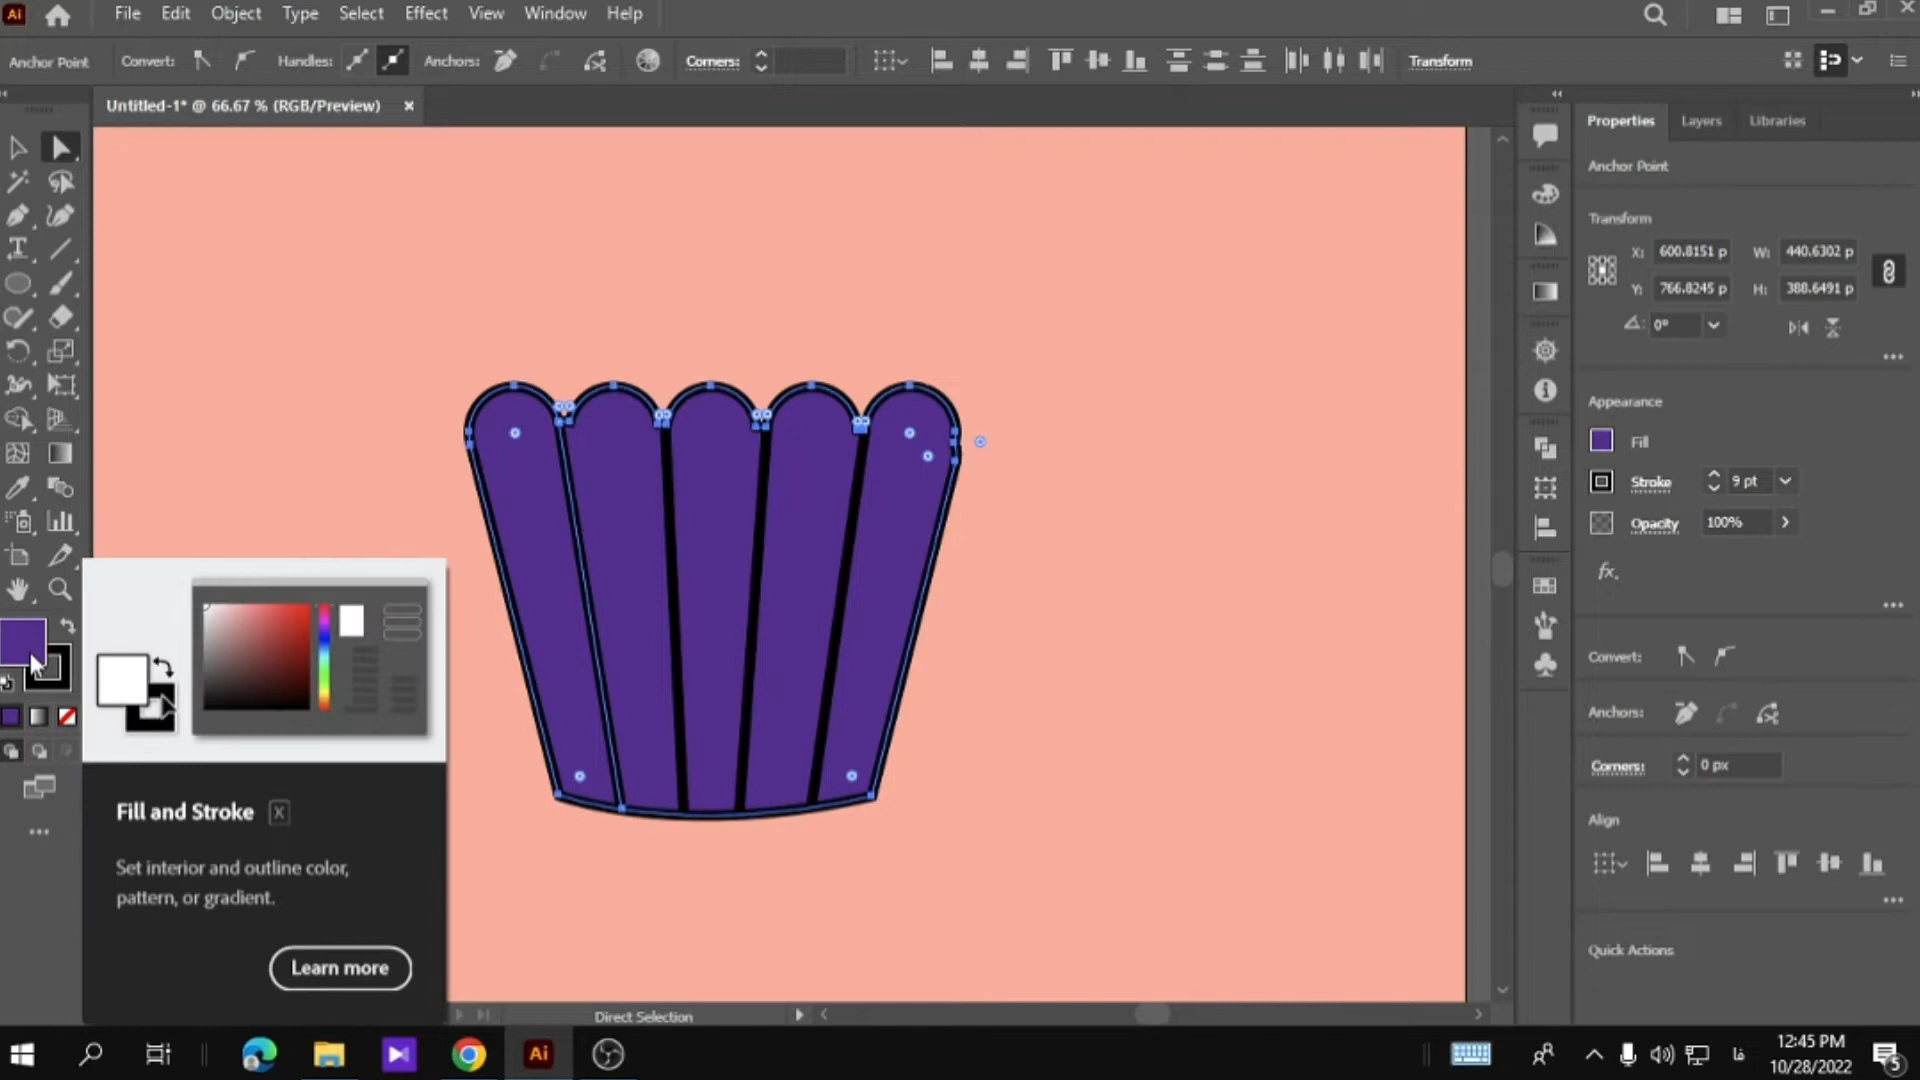 Ai File Edit Object Type Select Effect View Window Help
Anchor Point Convert: Handles: Anchors: Corners: Transform
Untitled-1* @ 66.67 % (RGB/Preview) ×
Properties Layers Libraries
Anchor Point
Transform
X: 600.8151 p W: 440.6302 p
Y: 766.8245 p H: 388.6491 p
0°
Appearance
Fill
Stroke 9 pt
Opacity 100%
fx.
Convert:
Anchors:
Corners: 0 px
Align
Quick Actions
Fill and Stroke X
Set interior and outline color,
pattern, or gradient.
Learn more
Direct Selection
Ai
فا
12:45 PM
10/28/2022
5